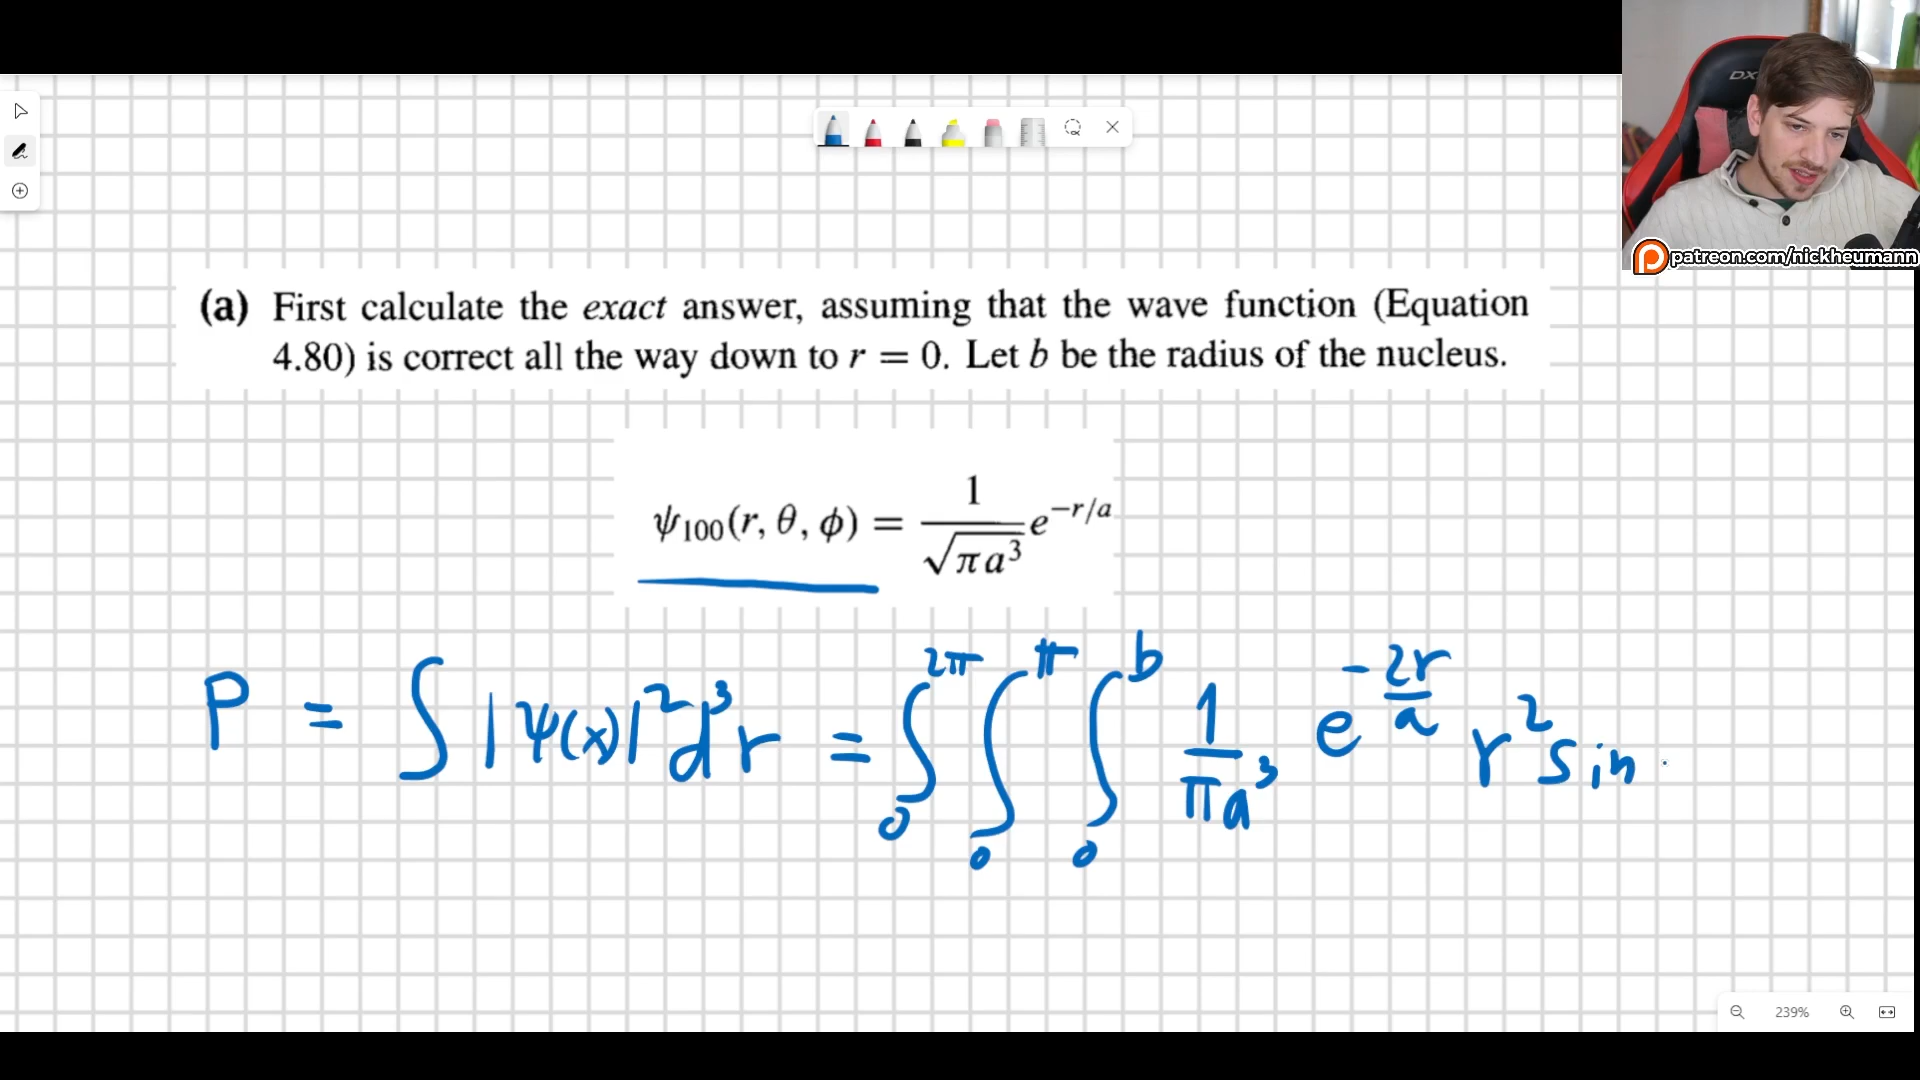 DX
patreon.com/nickheumann
(a) First calculate the exact answer, assuming that the wave function (Equation
4.80) is correct all the way down to r = 0. Let b be the radius of the nucleus.
ψ₁₀₀(r, θ, ϕ) = 1/√(πa³) e^(−r/a)
P = ∫ |ψ(x)|² d³r = ∫₀^2π ∫₀^π ∫₀^b 1/(πa³) e^(−2r/a) r² sin
239%